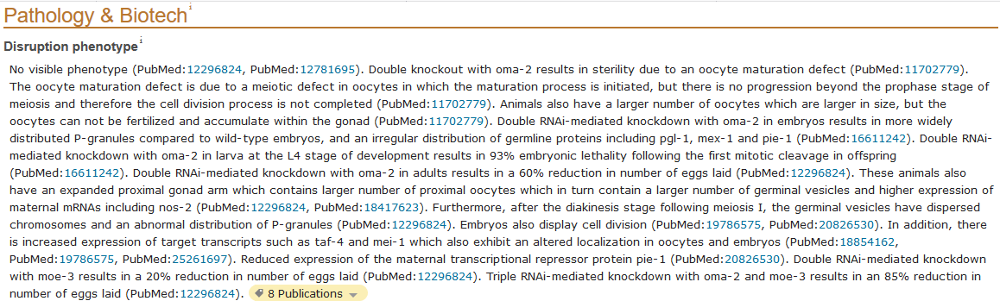 Pathology & Biotech i
Disruption phenotype i
No visible phenotype (PubMed:12296824, PubMed:12781695). Double knockout with oma-2 results in sterility due to an oocyte maturation defect (PubMed:11702779).
The oocyte maturation defect is due to a meiotic defect in oocytes in which the maturation process is initiated, but there is no progression beyond the prophase stage of
meiosis and therefore the cell division process is not completed (PubMed:11702779). Animals also have a larger number of oocytes which are larger in size, but the
oocytes can not be fertilized and accumulate within the gonad (PubMed:11702779). Double RNAi-mediated knockdown with oma-2 in embryos results in more widely
distributed P-granules compared to wild-type embryos, and an irregular distribution of germline proteins including pgl-1, mex-1 and pie-1 (PubMed:16611242). Double RNAi-
mediated knockdown with oma-2 in larva at the L4 stage of development results in 93% embryonic lethality following the first mitotic cleavage in offspring
(PubMed:16611242). Double RNAi-mediated knockdown with oma-2 in adults results in a 60% reduction in number of eggs laid (PubMed:12296824). These animals also
have an expanded proximal gonad arm which contains larger number of proximal oocytes which in turn contain a larger number of germinal vesicles and higher expression of
maternal mRNAs including nos-2 (PubMed:12296824, PubMed:18417623). Furthermore, after the diakinesis stage following meiosis I, the germinal vesicles have dispersed
chromosomes and an abnormal distribution of P-granules (PubMed:12296824). Embryos also display cell division (PubMed:19786575, PubMed:20826530). In addition, there
is increased expression of target transcripts such as taf-4 and mei-1 which also exhibit an altered localization in oocytes and embryos (PubMed:18854162,
PubMed:19786575, PubMed:25261697). Reduced expression of the maternal transcriptional repressor protein pie-1 (PubMed:20826530). Double RNAi-mediated knockdown
with moe-3 results in a 20% reduction in number of eggs laid (PubMed:12296824). Triple RNAi-mediated knockdown with oma-2 and moe-3 results in an 85% reduction in
number of eggs laid (PubMed:12296824). 8 Publications